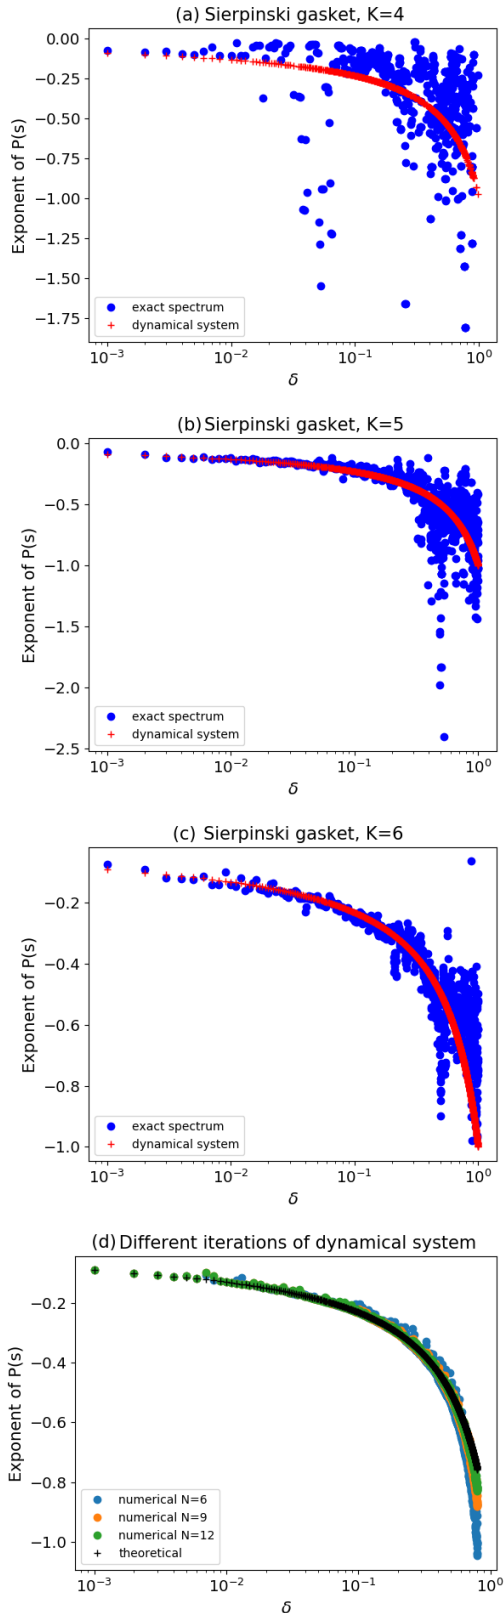 (a) Sierpinski gasket, K=4
0.00
−0.25
−0.50
−0.75
−1.00
−1.25
−1.50
−1.75
Exponent of P(s)
exact spectrum
dynamical system
10⁻³ 10⁻² 10⁻¹ 10⁰
δ
(b) Sierpinski gasket, K=5
0.0
−0.5
−1.0
−1.5
−2.0
−2.5
Exponent of P(s)
exact spectrum
dynamical system
10⁻³ 10⁻² 10⁻¹ 10⁰
δ
(c) Sierpinski gasket, K=6
−0.2
−0.4
−0.6
−0.8
−1.0
Exponent of P(s)
exact spectrum
dynamical system
10⁻³ 10⁻² 10⁻¹ 10⁰
δ
(d) Different iterations of dynamical system
−0.2
−0.4
−0.6
−0.8
−1.0
Exponent of P(s)
numerical N=6
numerical N=9
numerical N=12
theoretical
10⁻³ 10⁻² 10⁻¹ 10⁰
δ